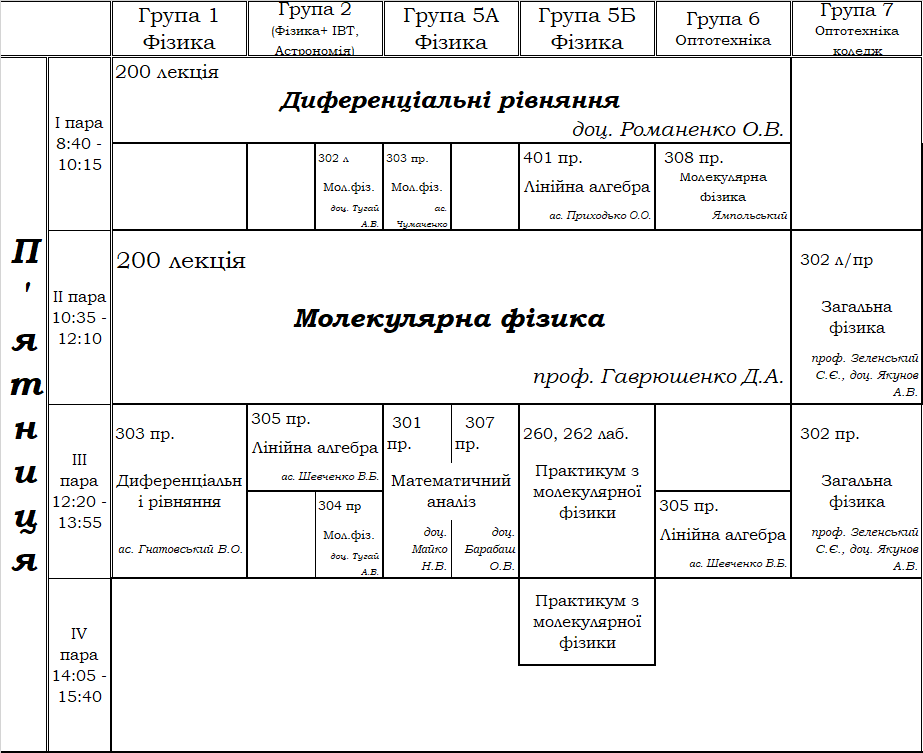 Група 1
Фізика
Група 2
(Фізика+ ІВТ,
Астрономія)
Група 5А
Фізика
Група 5Б
Фізика
Група 6
Оптотехніка
Група 7
Оптотехніка
коледж
П'ятниця
І пара
8:40 -
10:15
200 лекція
Диференціальні рівняння
доц. Романенко О.В.
302 л
Мол.фіз.
доц. Тугай
А.В.
303 пр.
Мол.фіз.
ас.
Чумаченко
401 пр.
Лінійна алгебра
ас. Приходько О.О.
308 пр.
Молекулярна
фізика
Ямпольський
ІІ пара
10:35 -
12:10
200 лекція
Молекулярна фізика
проф. Гаврюшенко Д.А.
302 л/пр
Загальна
фізика
проф. Зеленський
С.Є., доц. Якунов
А.В.
ІІІ
пара
12:20 -
13:55
303 пр.
Диференціальн
і рівняння
ас. Гнатовський В.О.
305 пр.
Лінійна алгебра
ас. Шевченко В.Б.
304 пр
Мол.фіз.
доц. Тугай
А.В.
301
пр.
307
пр.
Математичний
аналіз
доц.
Майко
Н.В.
доц.
Барабаш
О.В.
260, 262 лаб.
Практикум з
молекулярної
фізики
305 пр.
Лінійна алгебра
ас. Шевченко В.Б.
302 пр.
Загальна
фізика
проф. Зеленський
С.Є., доц. Якунов
А.В.
IV
пара
14:05 -
15:40
Практикум з
молекулярної
фізики